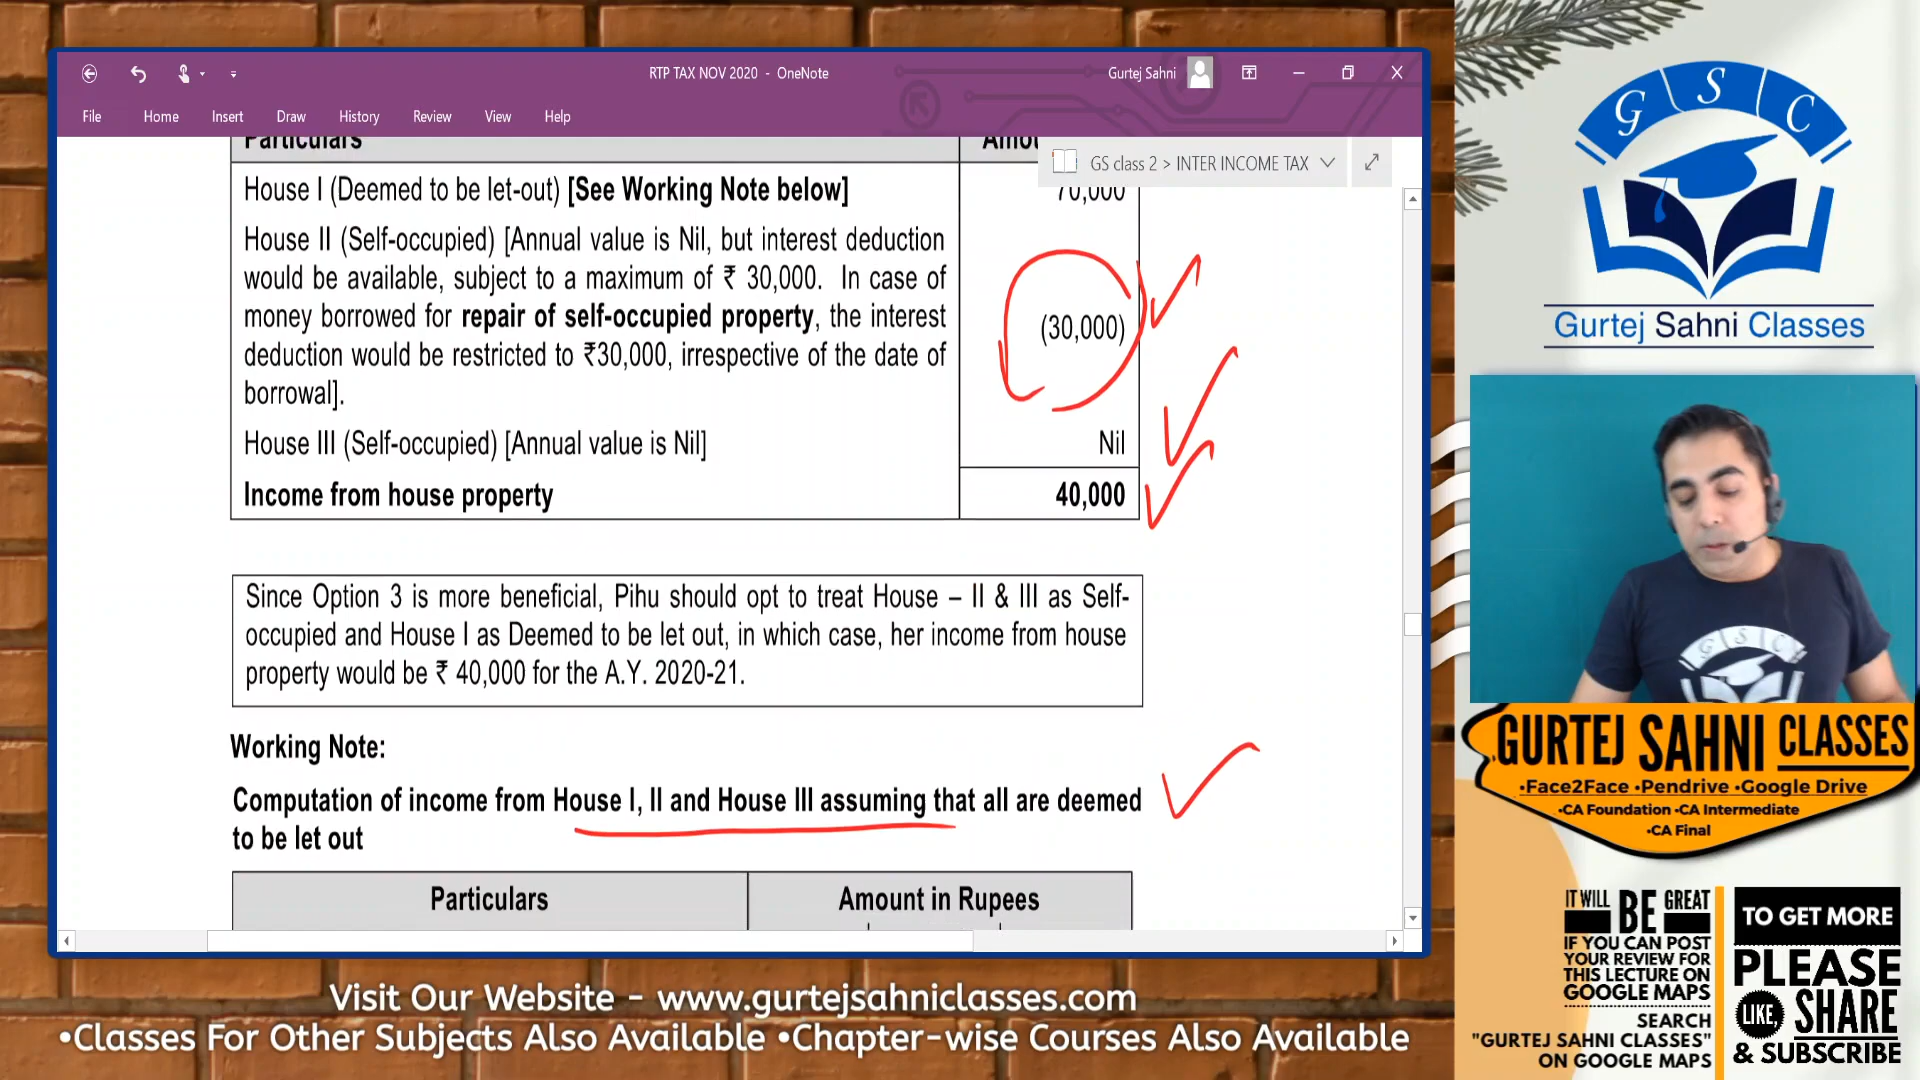 RTP TAX NOV 2020 - OneNote
Gurtej Sahni
File Home Insert Draw History Review View Help
GS class 2 > INTER INCOME TAX
Particulars
House I (Deemed to be let-out) [See Working Note below] 70,000
House II (Self-occupied) [Annual value is Nil, but interest deduction
would be available, subject to a maximum of ₹ 30,000. In case of
money borrowed for repair of self-occupied property, the interest (30,000)
deduction would be restricted to ₹30,000, irrespective of the date of
borrowal].
House III (Self-occupied) [Annual value is Nil] Nil
Income from house property 40,000
Since Option 3 is more beneficial, Pihu should opt to treat House – II & III as Self-
occupied and House I as Deemed to be let out, in which case, her income from house
property would be ₹ 40,000 for the A.Y. 2020-21.
Working Note:
Computation of income from House I, II and House III assuming that all are deemed
to be let out
Particulars Amount in Rupees
GSC
Gurtej Sahni Classes
GSC
GURTEJ SAHNI CLASSES
•Face2Face •Pendrive •Google Drive
•CA Foundation •CA Intermediate
•CA Final
IT WILL BE GREAT
IF YOU CAN POST
YOUR REVIEW FOR
THIS LECTURE ON
GOOGLE MAPS
SEARCH
"GURTEJ SAHNI CLASSES"
ON GOOGLE MAPS
TO GET MORE
PLEASE
LIKE, SHARE
& SUBSCRIBE
Visit Our Website - www.gurtejsahniclasses.com
•Classes For Other Subjects Also Available •Chapter-wise Courses Also Available